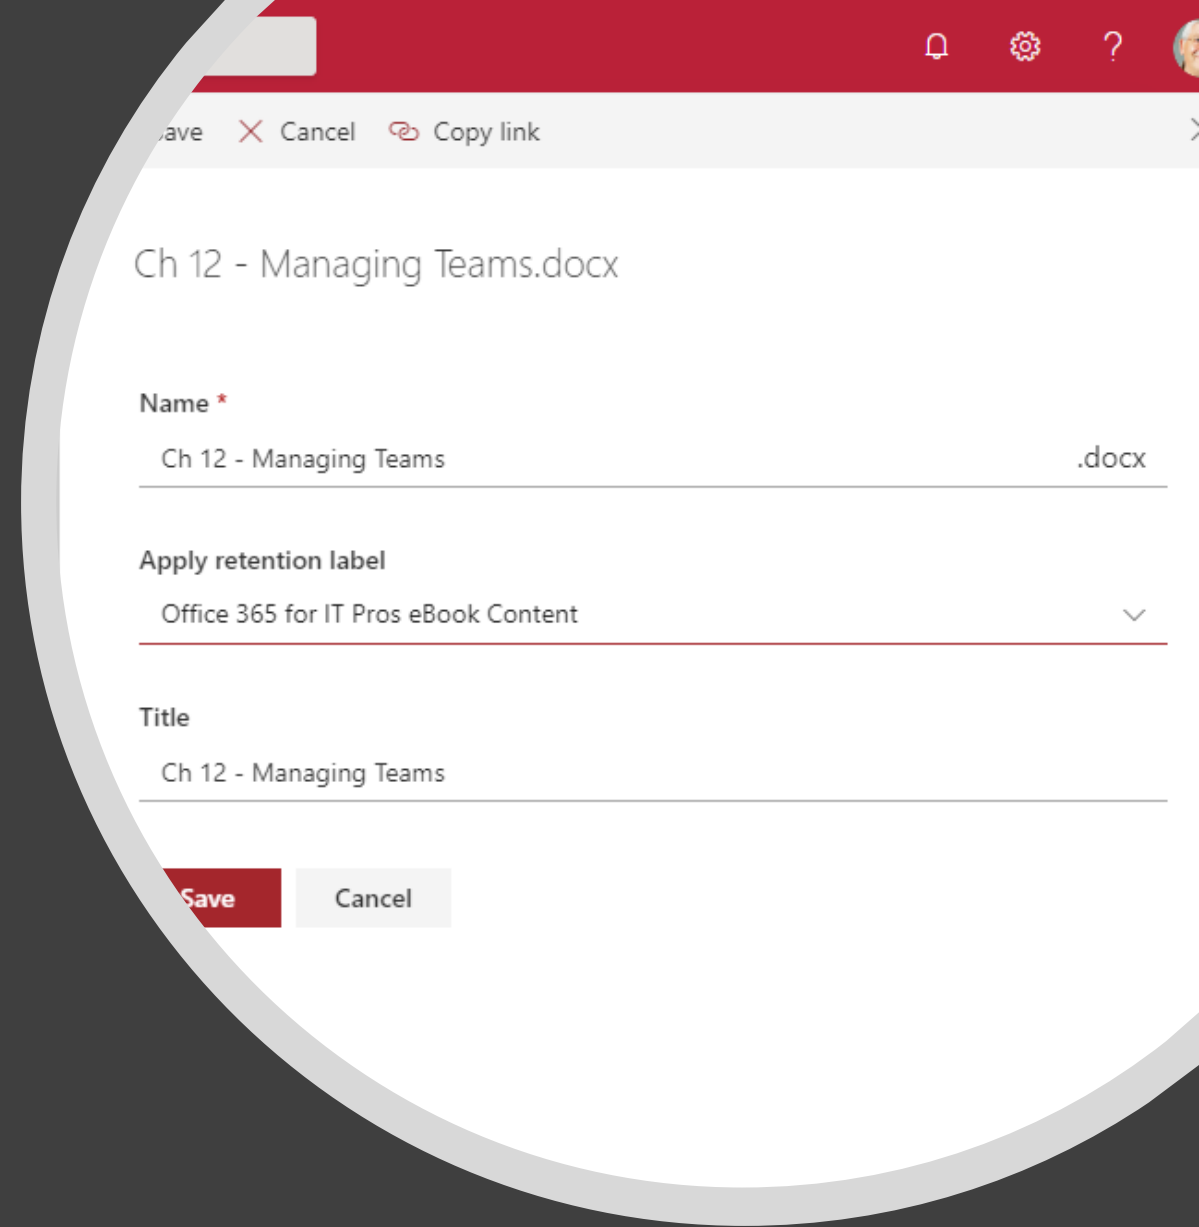 Cancel Copy link
Ch 12 - Managing Teams.docx
Name *
Ch 12 - Managing Teams .docx
Apply retention label
Office 365 for IT Pros eBook Content
Title
Ch 12 - Managing Teams
Save Cancel